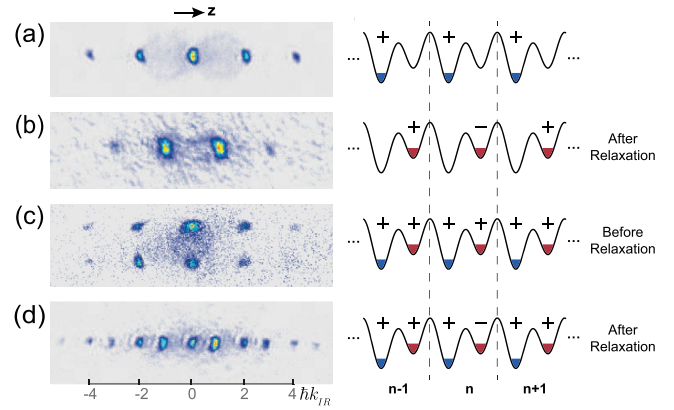 z
(a)
+ + +
... ...
(b)
+ − +
... ...
After
Relaxation
(c)
+ + + + + +
... ...
Before
Relaxation
(d)
+ + + − + +
... ...
After
Relaxation
n-1 n n+1
-4 -2 0 2 4 ℏk_IR